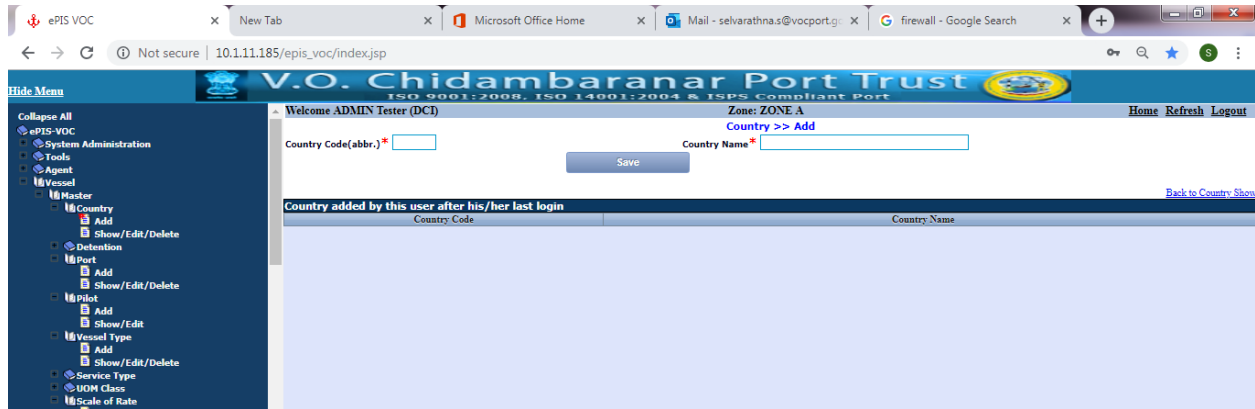 ePIS VOC
New Tab
Microsoft Office Home
Mail - selvarathna.s@vocport.go
firewall - Google Search
Not secure | 10.1.11.185/epis_voc/index.jsp
S
Hide Menu
V.O. Chidambaranar Port Trust
ISO 9001:2008, ISO 14001:2004 & ISPS Compliant Port
Collapse All
ePIS-VOC
System Administration
Tools
Agent
Vessel
Master
Country
Add
Show/Edit/Delete
Detention
Port
Add
Show/Edit/Delete
Pilot
Add
Show/Edit
Vessel Type
Add
Show/Edit/Delete
Service Type
UOM Class
Scale of Rate
Welcome ADMIN Tester (DCI) Zone: ZONE A Home Refresh Logout
Country >> Add
Country Code(abbr.)* Country Name*
Save
Back to Country Show
Country added by this user after his/her last login
Country Code Country Name